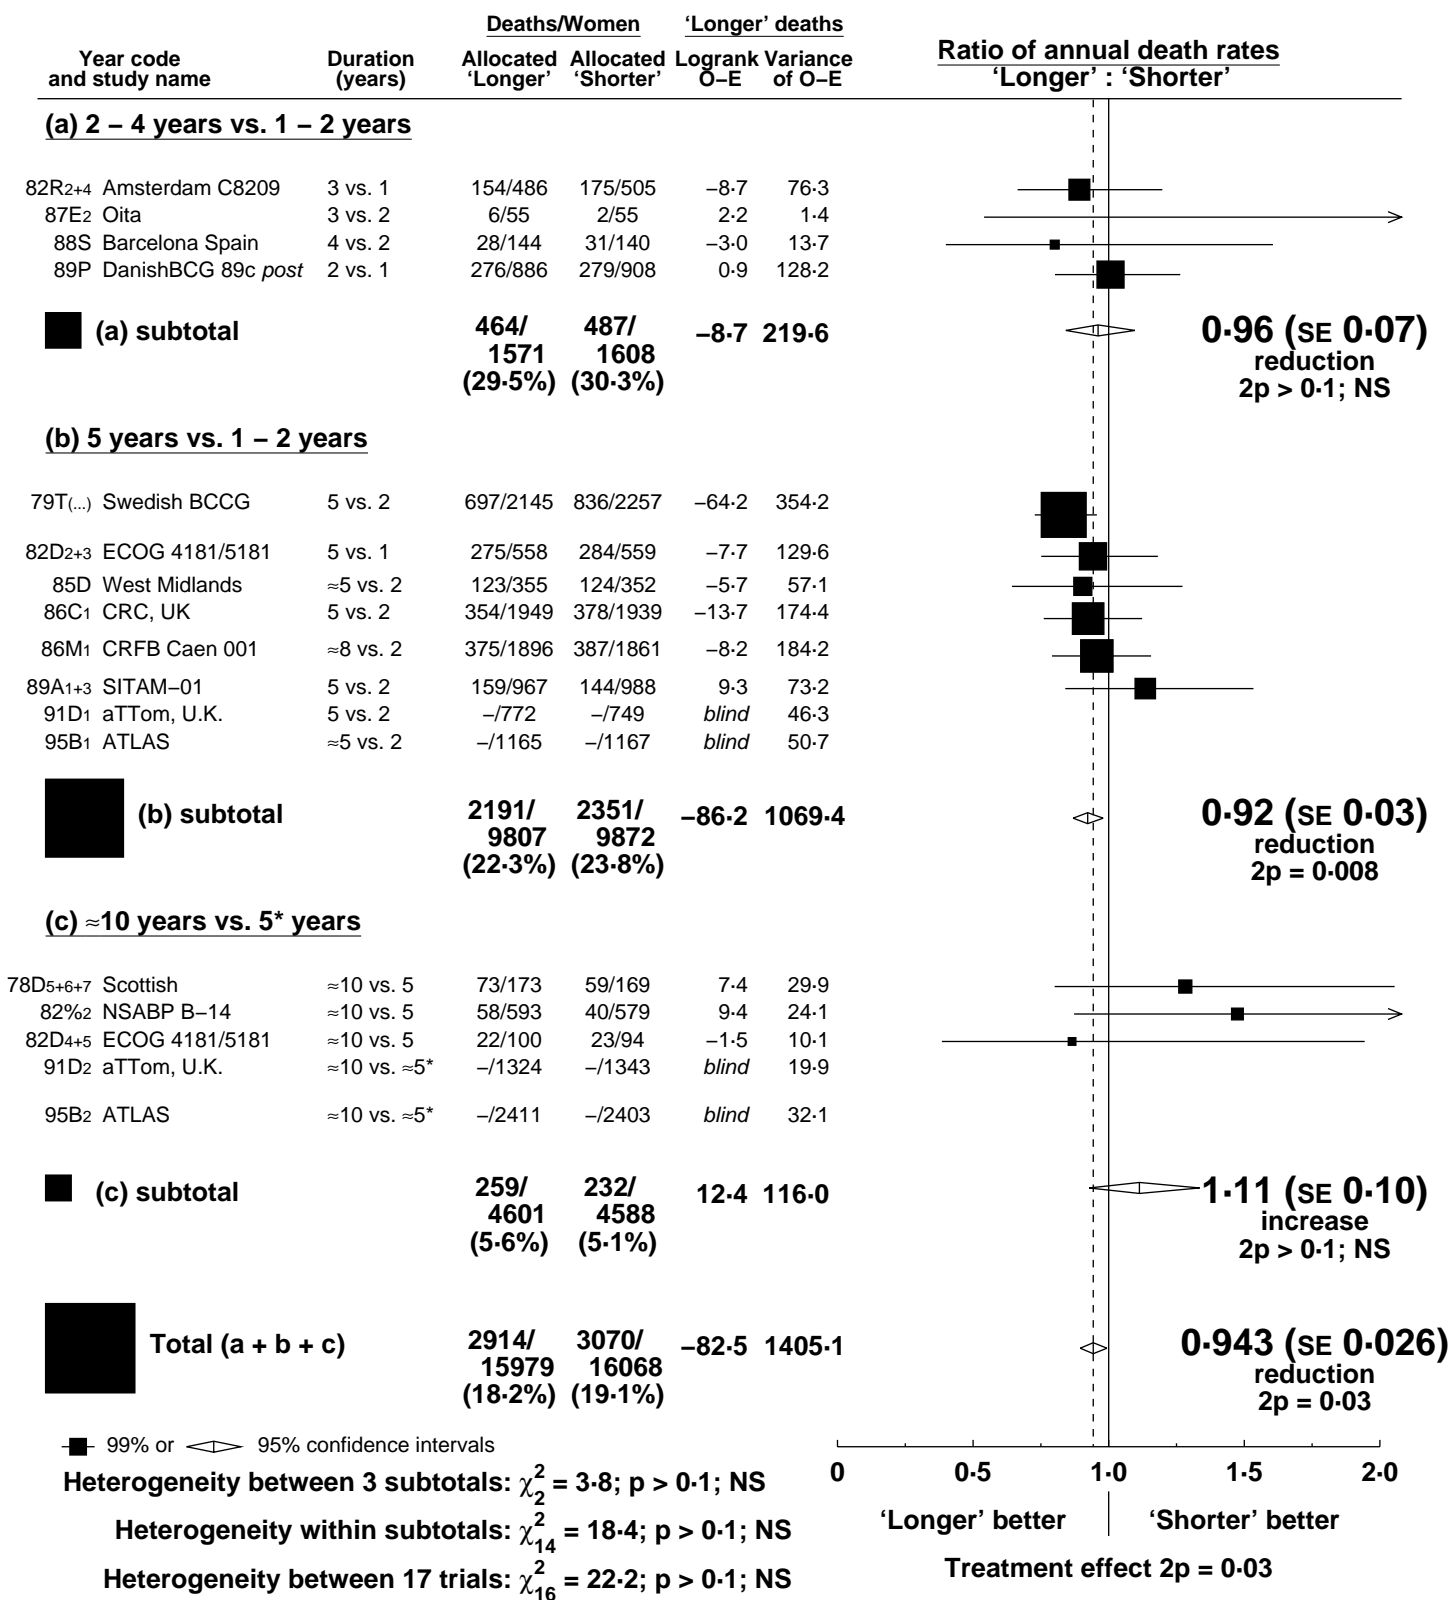 Deaths/Women ‘Longer’ deaths
Year code Duration Allocated Allocated Logrank Variance Ratio of annual death rates
and study name (years) ‘Longer’ ‘Shorter’ O–E of O–E ‘Longer’ : ‘Shorter’
(a) 2 – 4 years vs. 1 – 2 years
82R2+4 Amsterdam C8209 3 vs. 1 154/486 175/505 –8·7 76·3
87E2 Oita 3 vs. 2 6/55 2/55 2·2 1·4
88S Barcelona Spain 4 vs. 2 28/144 31/140 –3·0 13·7
89P DanishBCG 89c post 2 vs. 1 276/886 279/908 0·9 128·2
(a) subtotal 464/ 487/ –8·7 219·6 0·96 (SE 0·07)
1571 1608 reduction
(29·5%) (30·3%) 2p > 0·1; NS
(b) 5 years vs. 1 – 2 years
79T(...) Swedish BCCG 5 vs. 2 697/2145 836/2257 –64·2 354·2
82D2+3 ECOG 4181/5181 5 vs. 1 275/558 284/559 –7·7 129·6
85D West Midlands ≈5 vs. 2 123/355 124/352 –5·7 57·1
86C1 CRC, UK 5 vs. 2 354/1949 378/1939 –13·7 174·4
86M1 CRFB Caen 001 ≈8 vs. 2 375/1896 387/1861 –8·2 184·2
89A1+3 SITAM–01 5 vs. 2 159/967 144/988 9·3 73·2
91D1 aTTom, U.K. 5 vs. 2 –/772 –/749 blind 46·3
95B1 ATLAS ≈5 vs. 2 –/1165 –/1167 blind 50·7
(b) subtotal 2191/ 2351/ –86·2 1069·4 0·92 (SE 0·03)
9807 9872 reduction
(22·3%) (23·8%) 2p = 0·008
(c) ≈10 years vs. 5* years
78D5+6+7 Scottish ≈10 vs. 5 73/173 59/169 7·4 29·9
82%2 NSABP B–14 ≈10 vs. 5 58/593 40/579 9·4 24·1
82D4+5 ECOG 4181/5181 ≈10 vs. 5 22/100 23/94 –1·5 10·1
91D2 aTTom, U.K. ≈10 vs. ≈5* –/1324 –/1343 blind 19·9
95B2 ATLAS ≈10 vs. ≈5* –/2411 –/2403 blind 32·1
(c) subtotal 259/ 232/ 12·4 116·0 1·11 (SE 0·10)
4601 4588 increase
(5·6%) (5·1%) 2p > 0·1; NS
Total (a + b + c) 2914/ 3070/ –82·5 1405·1 0·943 (SE 0·026)
15979 16068 reduction
(18·2%) (19·1%) 2p = 0·03
99% or 95% confidence intervals
0 0·5 1·0 1·5 2·0
Heterogeneity between 3 subtotals: χ²₂ = 3·8; p > 0·1; NS
‘Longer’ better ‘Shorter’ better
Heterogeneity within subtotals: χ²₁₄ = 18·4; p > 0·1; NS
Treatment effect 2p = 0·03
Heterogeneity between 17 trials: χ²₁₆ = 22·2; p > 0·1; NS